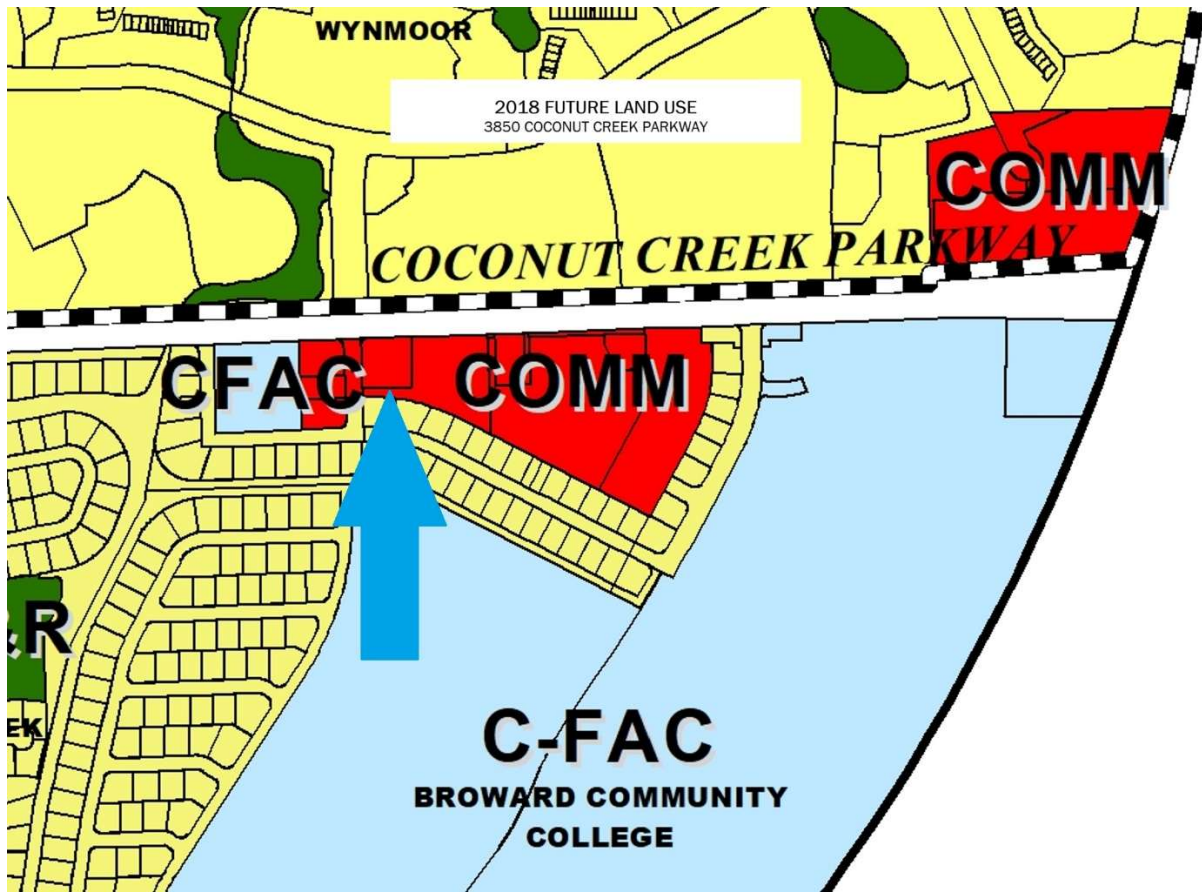 WYNMOOR
2018 FUTURE LAND USE
3850 COCONUT CREEK PARKWAY
COMM
COCONUT CREEK PARKWAY
CFAC
COMM
&R
EK
C-FAC
BROWARD COMMUNITY
COLLEGE